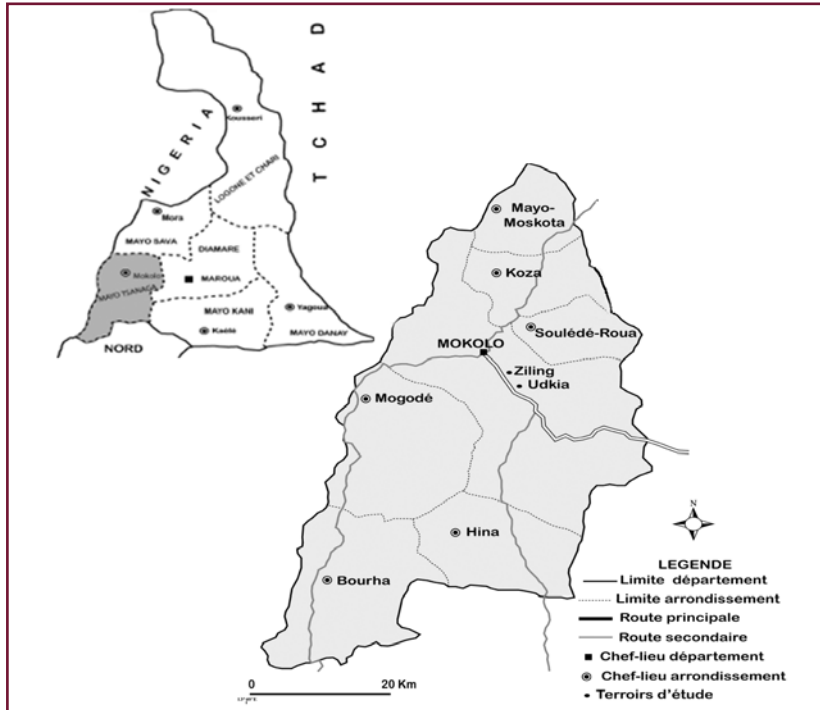 TCHAD
NIGERIA
Kousseri
LOGONE ET CHARI
Mora
MAYO SAVA
DIAMARE
Mokolo
MAROUA
MAYO TSANAGA
MAYO KANI
Yagoua
Kaélé
MAYO DANAY
NORD
Mayo-
Moskota
Koza
Soulédé-Roua
MOKOLO
Ziling
Udkia
Mogodé
Hina
Bourha
N
LEGENDE
Limite département
Limite arrondissement
Route principale
Route secondaire
Chef-lieu département
Chef-lieu arrondissement
Terroirs d'étude
0 20 Km